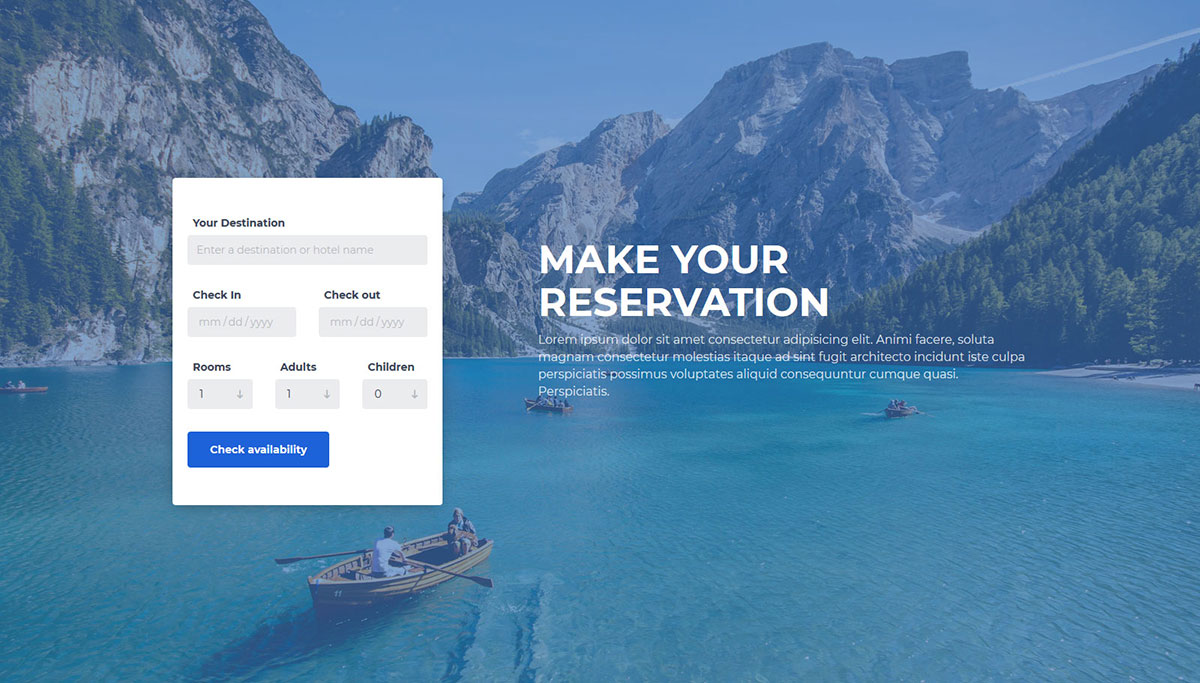 Your Destination
Enter a destination or hotel name
Check In Check out
mm / dd / yyyy mm / dd / yyyy
Rooms Adults Children
1 1 0
Check availability
MAKE YOUR
RESERVATION
Lorem ipsum dolor sit amet consectetur adipisicing elit. Animi facere, soluta
magnam consectetur molestias itaque ad sint fugit architecto incidunt iste culpa
perspiciatis possimus voluptates aliquid consequuntur cumque quasi.
Perspiciatis.
11